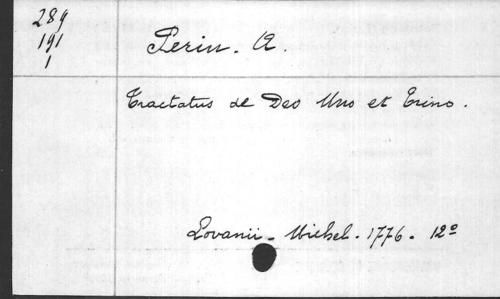 289
191
1
Perin. A.
Tractatus de Deo Uno et Trino.
Lovanii - Michel. 1776. 12º